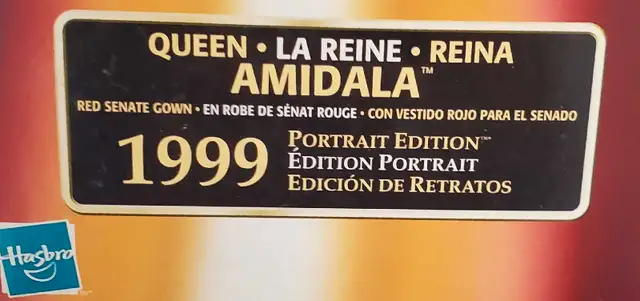 QUEEN • LA REINE • REINA
AMIDALA™
RED SENATE GOWN • EN ROBE DE SÉNAT ROUGE • CON VESTIDO ROJO PARA EL SENADO
1999
PORTRAIT EDITION™
ÉDITION PORTRAIT
EDICIÓN DE RETRATOS
Hasbro